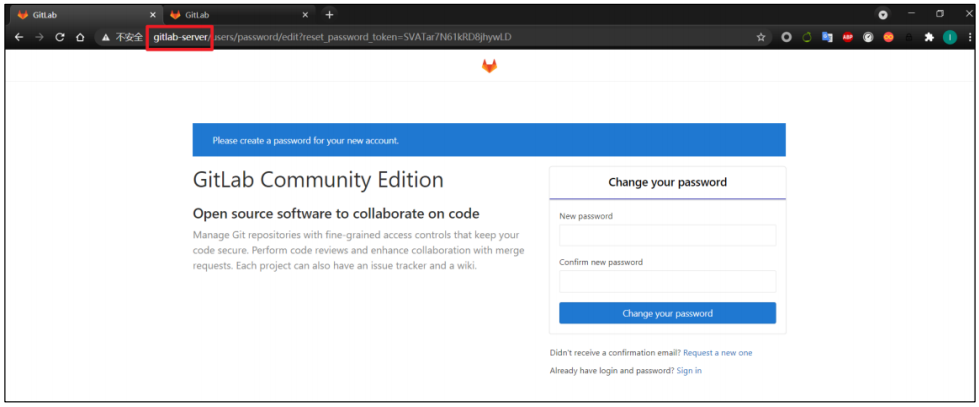 GitLab
GitLab
不安全 gitlab-server/users/password/edit?reset_password_token=SVATar7N61kRD8jhywLD
Please create a password for your new account.
GitLab Community Edition
Open source software to collaborate on code
Manage Git repositories with fine-grained access controls that keep your
code secure. Perform code reviews and enhance collaboration with merge
requests. Each project can also have an issue tracker and a wiki.
Change your password
New password
Confirm new password
Change your password
Didn't receive a confirmation email? Request a new one
Already have login and password? Sign in